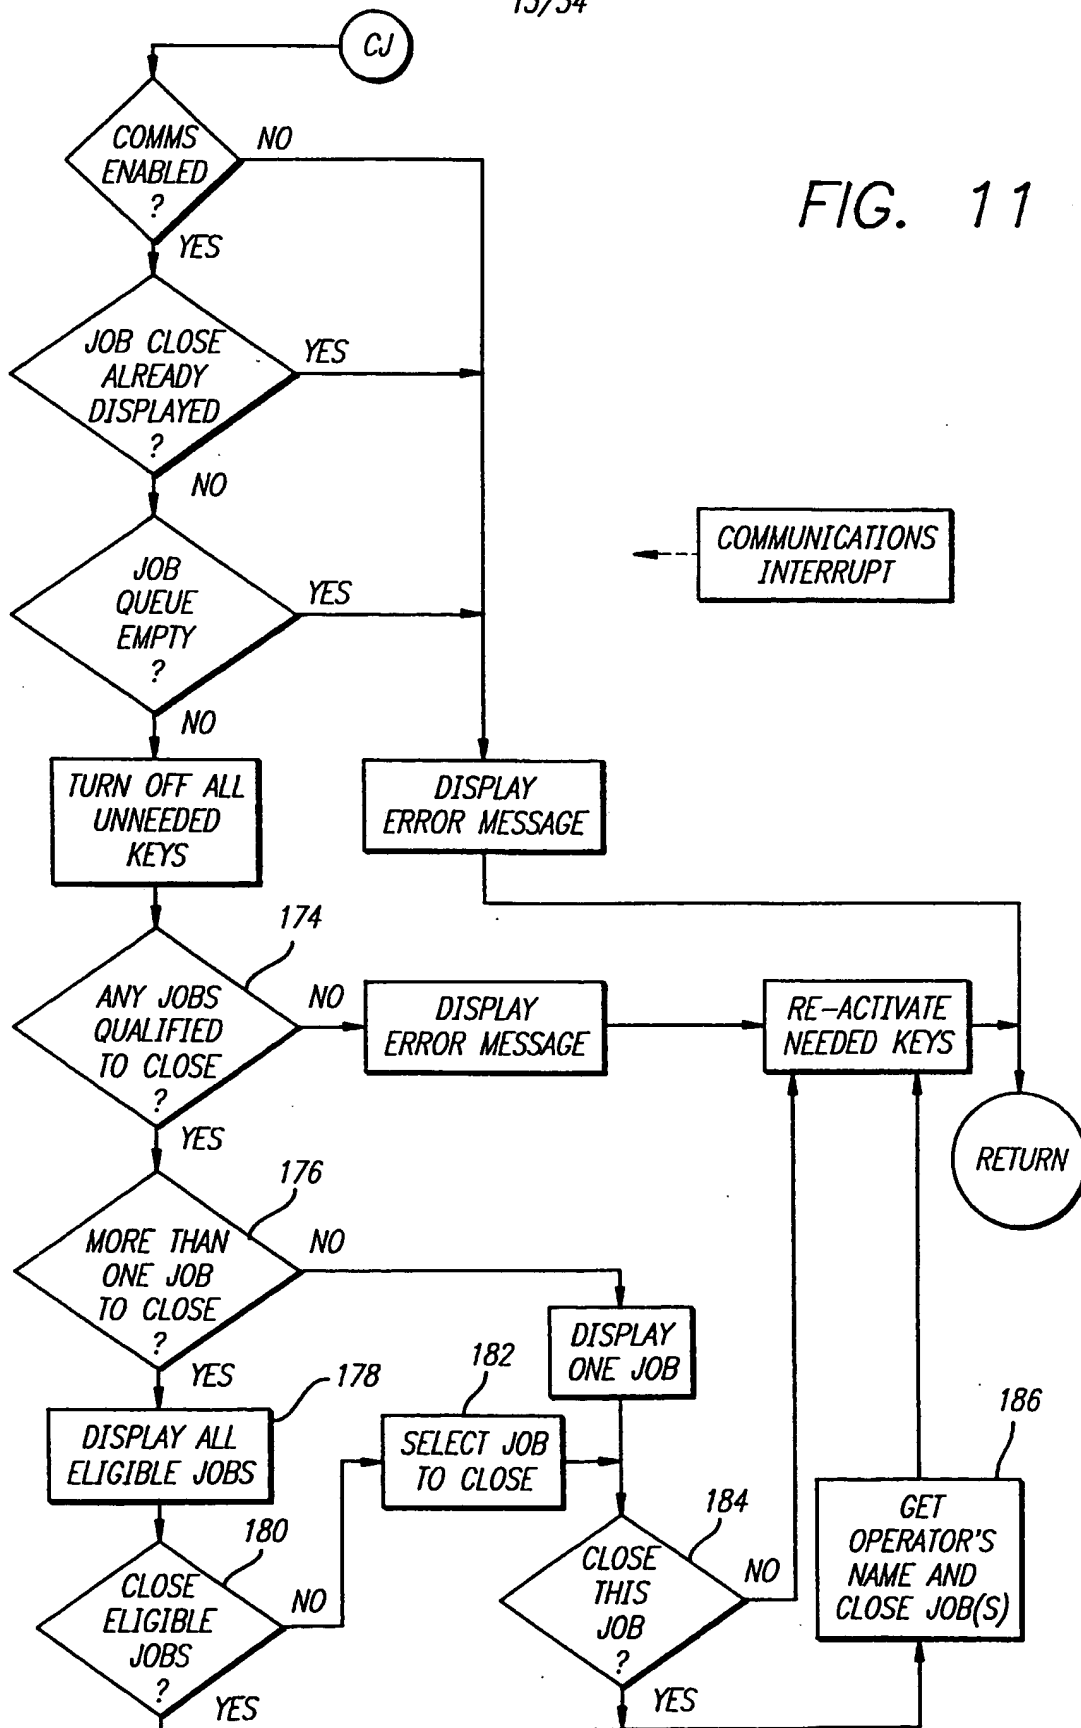 CJ
COMMS
ENABLED
?
NO
YES
FIG. 11
JOB CLOSE
ALREADY
DISPLAYED
?
YES
NO
JOB
QUEUE
EMPTY
?
YES
NO
COMMUNICATIONS
INTERRUPT
TURN OFF ALL
UNNEEDED
KEYS
DISPLAY
ERROR MESSAGE
174
ANY JOBS
QUALIFIED
TO CLOSE
?
NO
YES
DISPLAY
ERROR MESSAGE
RE-ACTIVATE
NEEDED KEYS
RETURN
176
MORE THAN
ONE JOB
TO CLOSE
?
NO
YES
DISPLAY
ONE JOB
178
DISPLAY ALL
ELIGIBLE JOBS
182
SELECT JOB
TO CLOSE
180
CLOSE
ELIGIBLE
JOBS
?
NO
YES
184
CLOSE
THIS
JOB
?
NO
YES
186
GET
OPERATOR'S
NAME AND
CLOSE JOB(S)